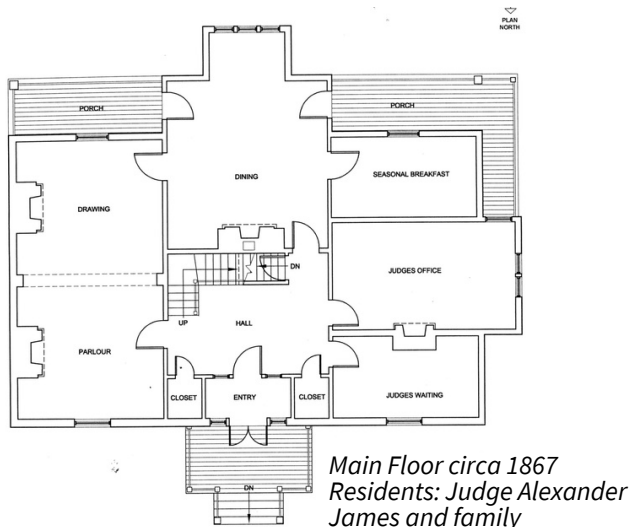 PLAN
NORTH
PORCH
PORCH
DINING
SEASONAL BREAKFAST
DRAWING
DN
JUDGES OFFICE
UP
HALL
PARLOUR
CLOSET
ENTRY
CLOSET
JUDGES WAITING
DN
Main Floor circa 1867
Residents: Judge Alexander
James and family